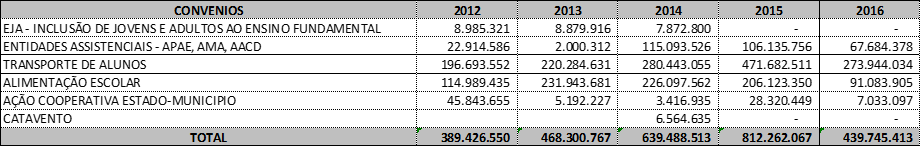 CONVENIOS 2012 2013 2014 2015 2016
EJA - INCLUSÃO DE JOVENS E ADULTOS AO ENSINO FUNDAMENTAL 8.985.321 8.879.916 7.872.800 - -
ENTIDADES ASSISTENCIAIS - APAE, AMA, AACD 22.914.586 2.000.312 115.093.526 106.135.756 67.684.378
TRANSPORTE DE ALUNOS 196.693.552 220.284.631 280.443.055 471.682.511 273.944.034
ALIMENTAÇÃO ESCOLAR 114.989.435 231.943.681 226.097.562 206.123.350 91.083.905
AÇÃO COOPERATIVA ESTADO-MUNICIPIO 45.843.655 5.192.227 3.416.935 28.320.449 7.033.097
CATAVENTO 6.564.635 - -
TOTAL 389.426.550 468.300.767 639.488.513 812.262.067 439.745.413